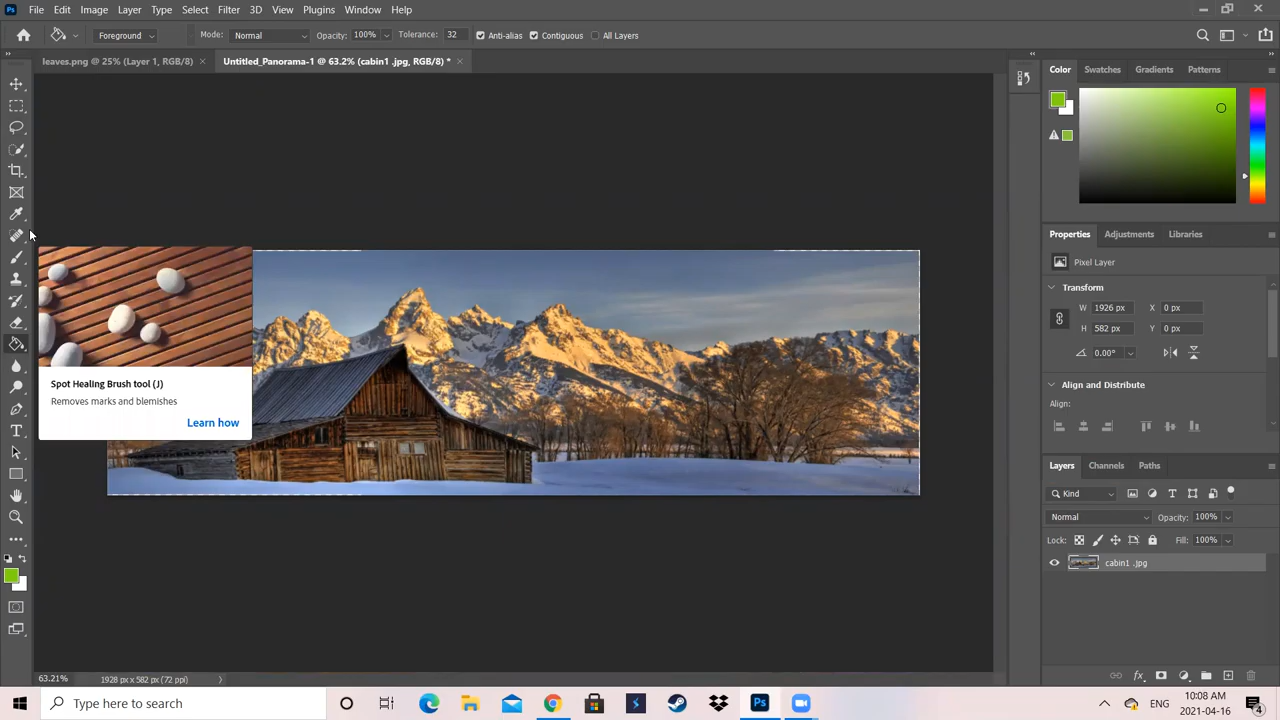 Ps File Edit Image Layer Type Select Filter 3D View Plugins Window Help
Foreground Mode: Normal Opacity: 100% Tolerance: 32 Anti-alias Contiguous All Layers
leaves.png @ 25% (Layer 1, RGB/8) × Untitled_Panorama-1 @ 63.2% (cabin1 .jpg, RGB/8) * ×
Color Swatches Gradients Patterns
Properties Adjustments Libraries
Pixel Layer
Transform
W 1926 px X 0 px
H 582 px Y 0 px
0.00°
Align and Distribute
Align:
Spot Healing Brush tool (J)
Removes marks and blemishes
Learn how
Layers Channels Paths
Kind
Normal Opacity: 100%
Lock: Fill: 100%
cabin1 .jpg
63.21% 1928 px x 582 px (72 ppi)
Type here to search
Ps
ENG
10:08 AM
2021-04-16
4